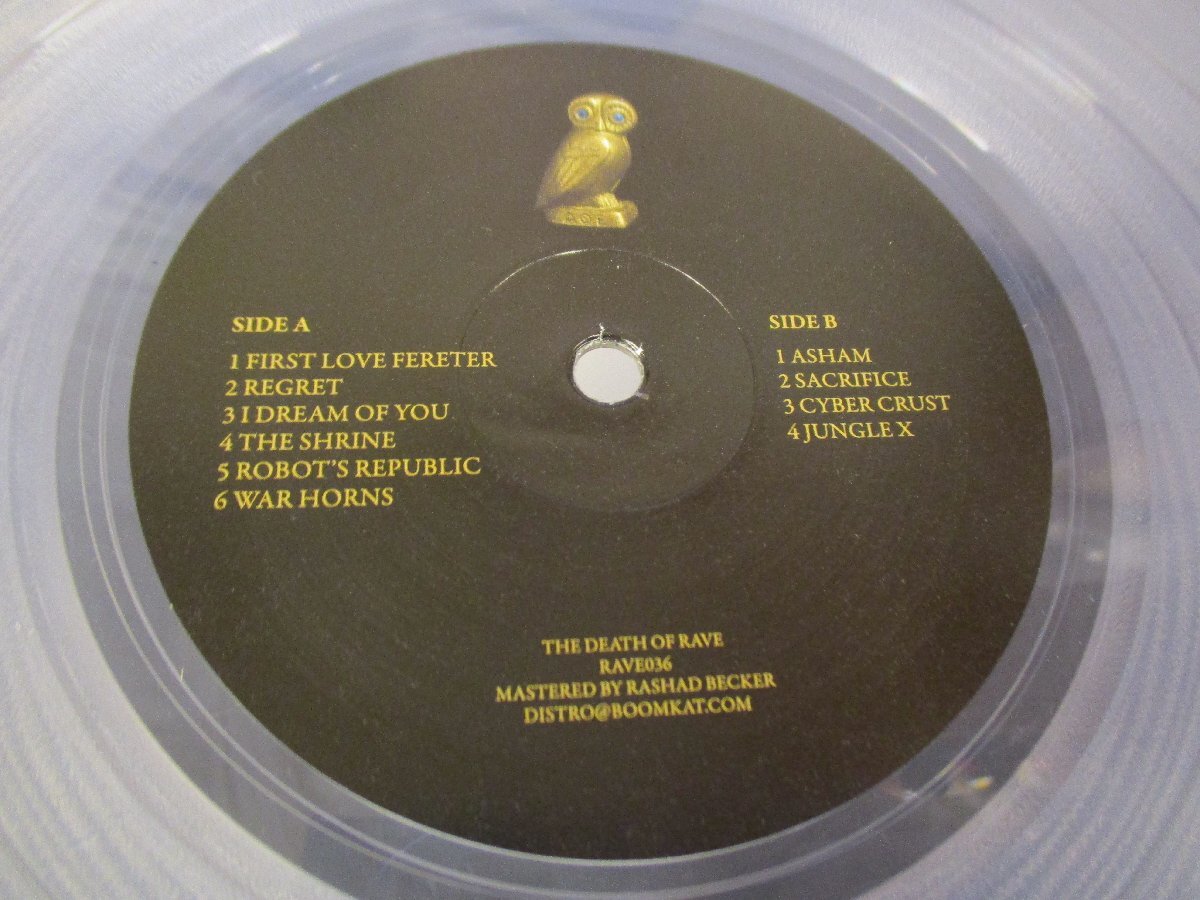 SIDE A
1 FIRST LOVE FERETER
2 REGRET
3 I DREAM OF YOU
4 THE SHRINE
5 ROBOT'S REPUBLIC
6 WAR HORNS
SIDE B
1 ASHAM
2 SACRIFICE
3 CYBER CRUST
4 JUNGLE X
THE DEATH OF RAVE
RAVE036
MASTERED BY RASHAD BECKER
DISTRO@BOOMKAT.COM